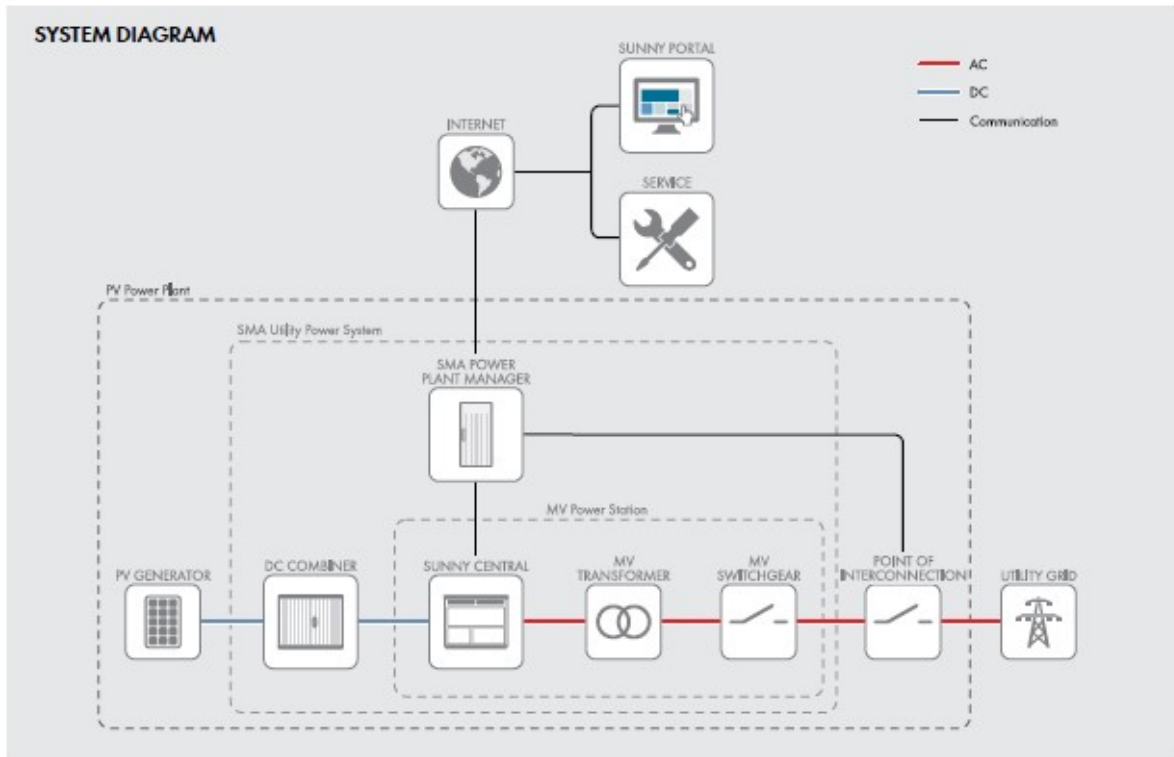 SYSTEM DIAGRAM
SUNNY PORTAL
AC
DC
Communication
INTERNET
SERVICE
PV Power Plant
SMA Utility Power System
SMA POWER
PLANT MANAGER
MV Power Station
PV GENERATOR
DC COMBINER
SUNNY CENTRAL
MV
TRANSFORMER
MV
SWITCHGEAR
POINT OF
INTERCONNECTION
UTILITY GRID